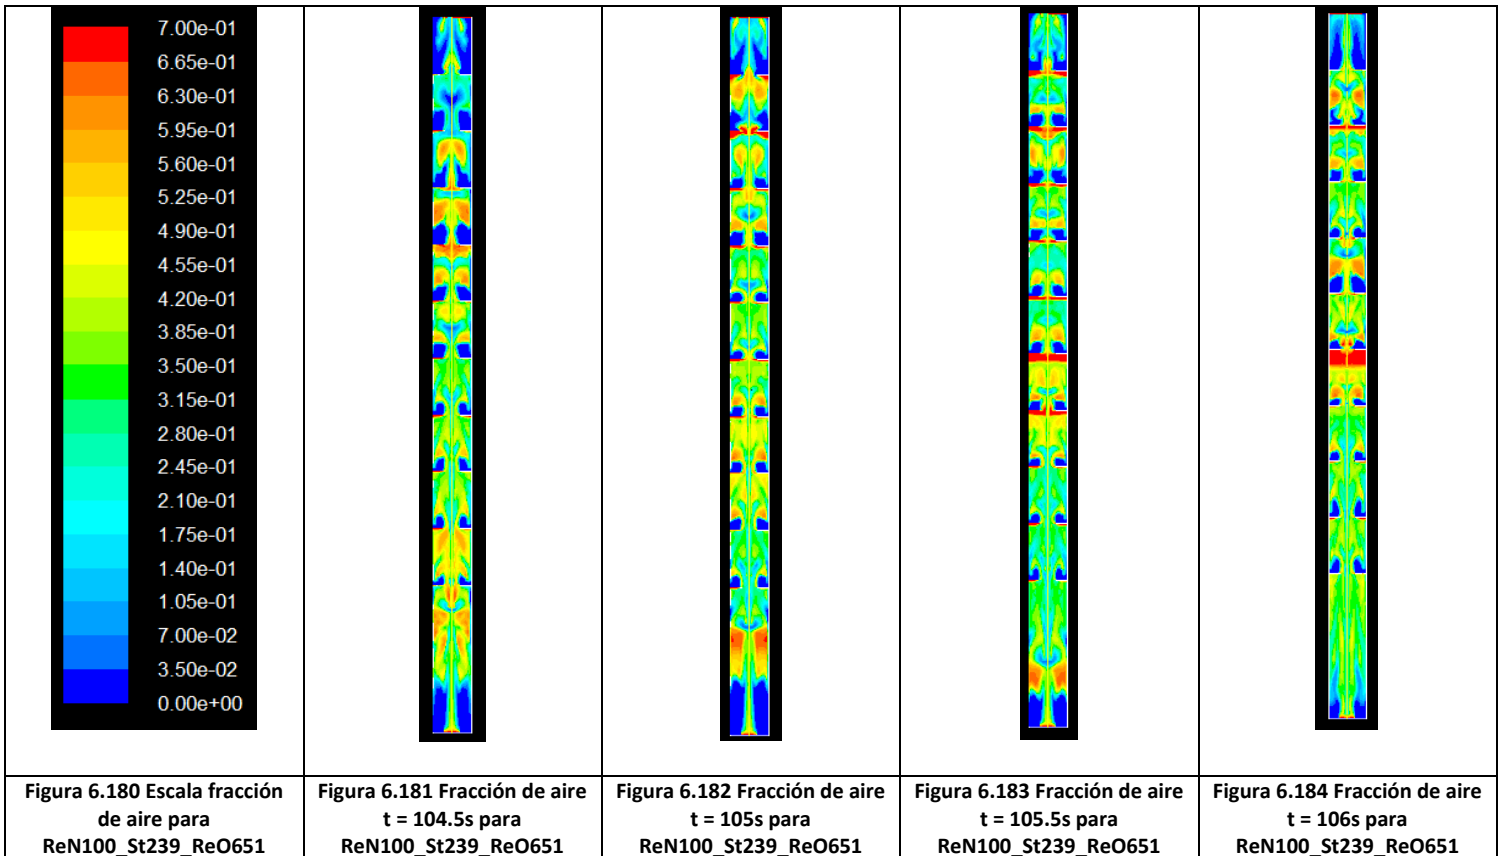 7.00e-01
6.65e-01
6.30e-01
5.95e-01
5.60e-01
5.25e-01
4.90e-01
4.55e-01
4.20e-01
3.85e-01
3.50e-01
3.15e-01
2.80e-01
2.45e-01
2.10e-01
1.75e-01
1.40e-01
1.05e-01
7.00e-02
3.50e-02
0.00e+00
Figura 6.180 Escala fracción
de aire para
ReN100_St239_ReO651
Figura 6.181 Fracción de aire
t = 104.5s para
ReN100_St239_ReO651
Figura 6.182 Fracción de aire
t = 105s para
ReN100_St239_ReO651
Figura 6.183 Fracción de aire
t = 105.5s para
ReN100_St239_ReO651
Figura 6.184 Fracción de aire
t = 106s para
ReN100_St239_ReO651